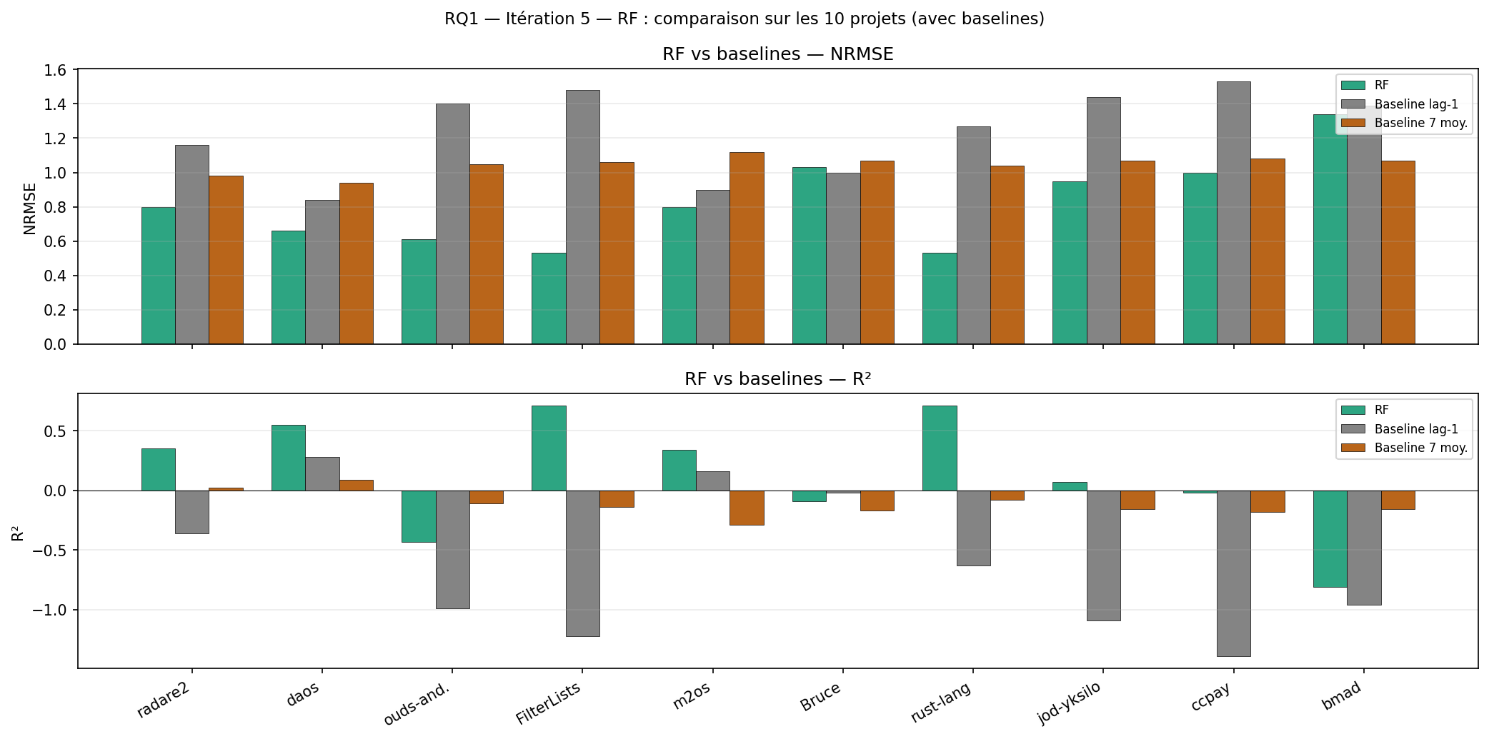 RQ1 — Itération 5 — RF : comparaison sur les 10 projets (avec baselines)
RF vs baselines — NRMSE
NRMSE
1.6
1.4
1.2
1.0
0.8
0.6
0.4
0.2
0.0
RF
Baseline lag-1
Baseline 7 moy.
RF vs baselines — R²
R²
0.5
0.0
−0.5
−1.0
RF
Baseline lag-1
Baseline 7 moy.
radare2
daos
ouds-and.
FilterLists
m2os
Bruce
rust-lang
jod-yksilo
ccpay
bmad